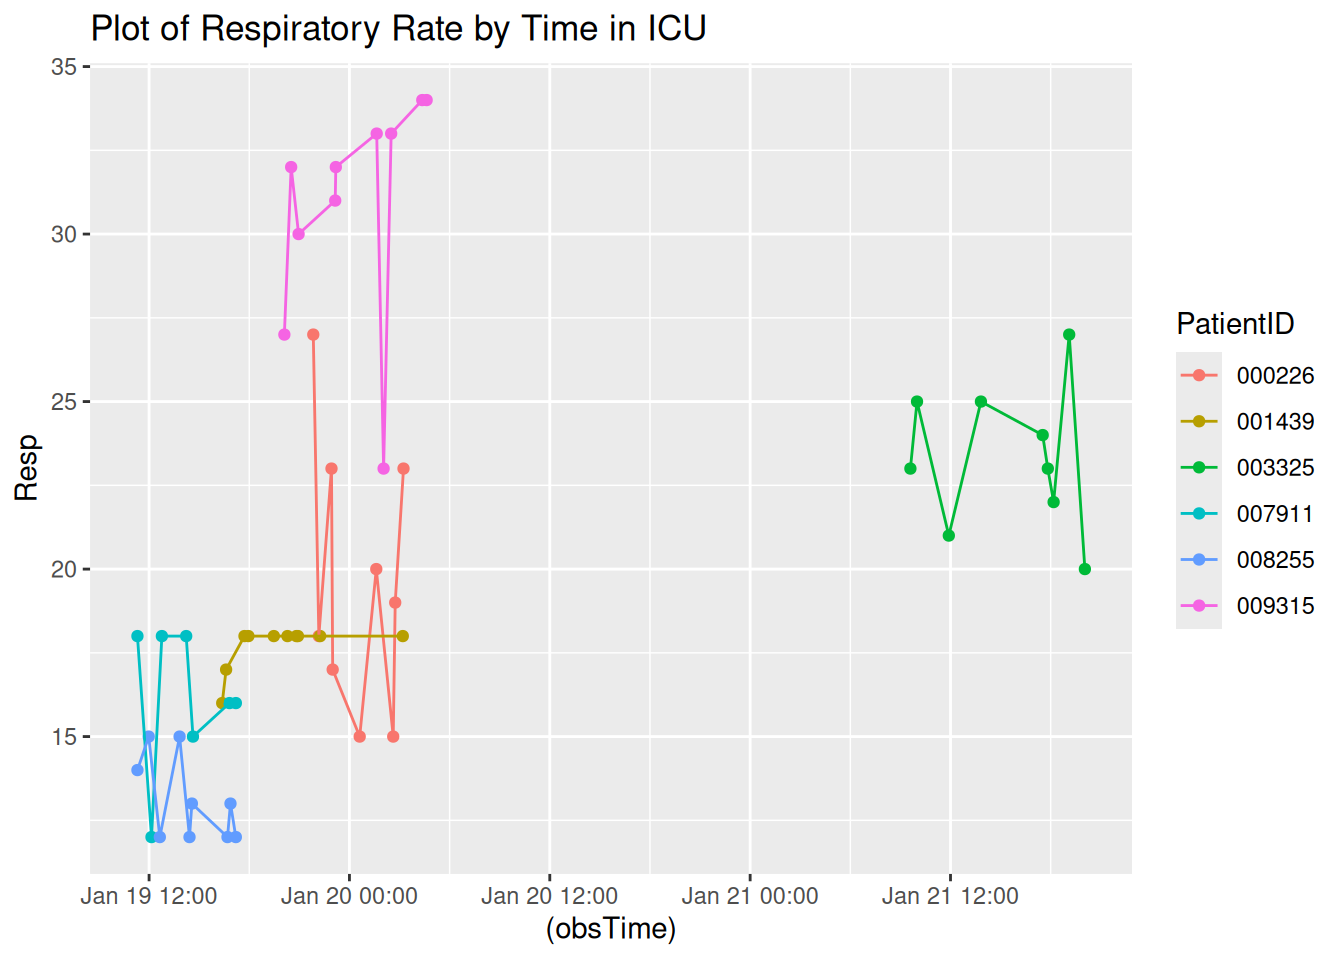 Plot of Respiratory Rate by Time in ICU
35
30
25
20
15
Resp
Jan 19 12:00
Jan 20 00:00
Jan 20 12:00
Jan 21 00:00
Jan 21 12:00
(obsTime)
PatientID
000226
001439
003325
007911
008255
009315